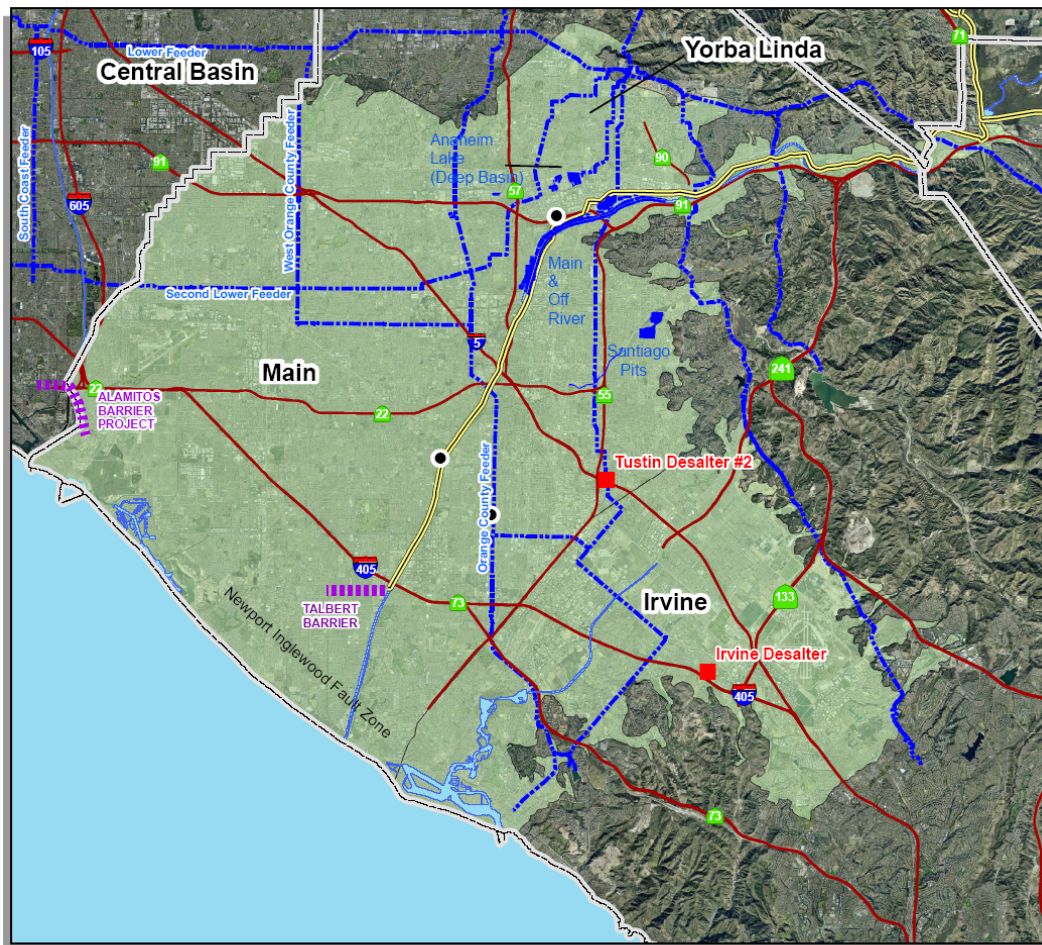 105
Lower Feeder
Central Basin
Yorba Linda
71
South Coast Feeder
91
605
West Orange County Feeder
Anaheim
Lake
(Deep Basin)
57
90
91
Second Lower Feeder
Main
& 
Off
River
5
Santiago
Pits
Main
22
ALAMITOS
BARRIER
PROJECT
22
55
241
Tustin Desalter #2
Orange County Feeder
405
TALBERT
BARRIER
73
Irvine
133
Newport Inglewood Fault Zone
Irvine Desalter
405
73